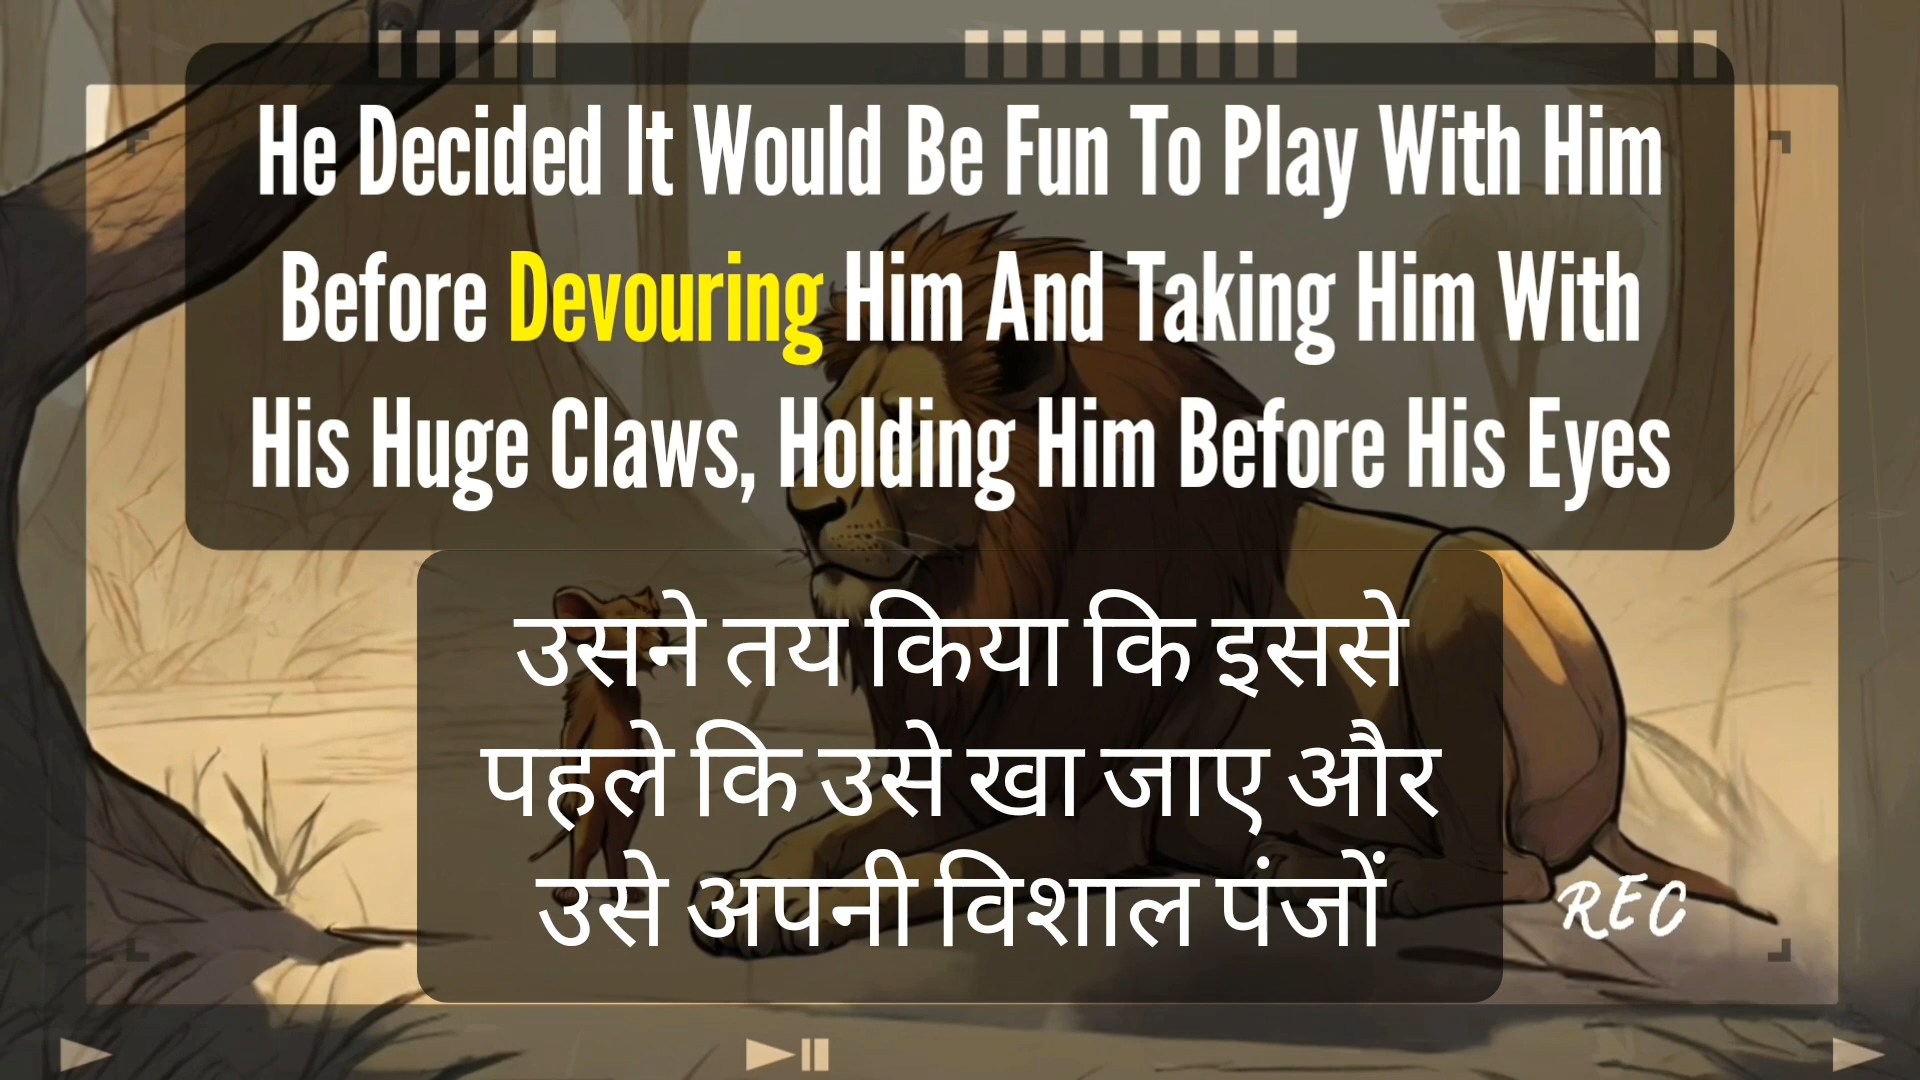 He Decided It Would Be Fun To Play With Him
Before Devouring Him And Taking Him With
His Huge Claws, Holding Him Before His Eyes
उसने तय किया कि इससे
पहले कि उसे खा जाए और
उसे अपनी विशाल पंजों
REC